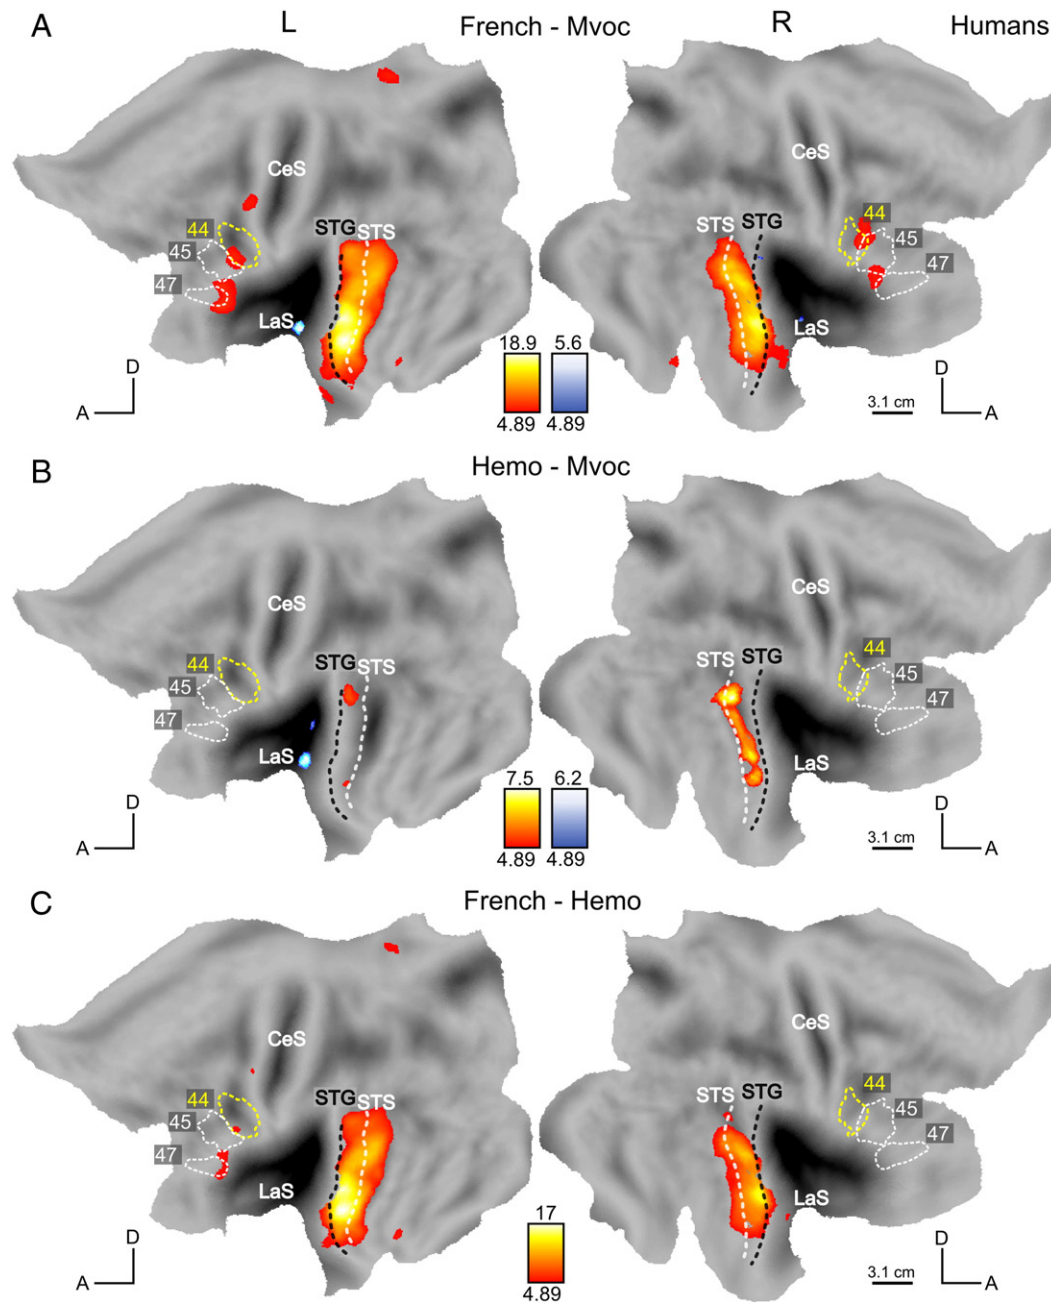 A
L
French - Mvoc
R
Humans
CeS
CeS
44
STG
STS
STS
STG
44
45
45
47
47
LaS
LaS
18.9
5.6
4.89
4.89
D
A
D
A
3.1 cm
B
Hemo - Mvoc
CeS
CeS
44
STG
STS
STS
STG
44
45
45
47
47
LaS
LaS
7.5
6.2
4.89
4.89
D
A
D
A
3.1 cm
C
French - Hemo
CeS
CeS
44
STG
STS
STS
STG
44
45
45
47
47
LaS
LaS
17
4.89
D
A
D
A
3.1 cm